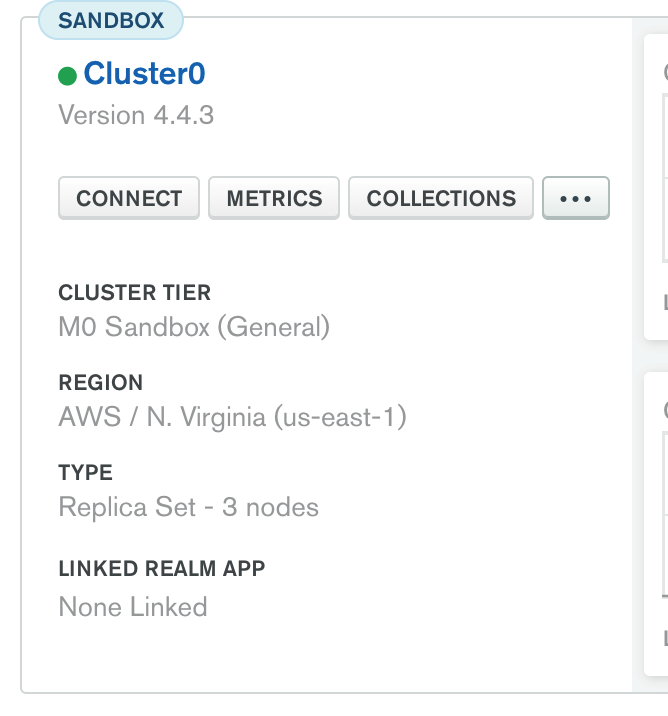 SANDBOX
Cluster0
Version 4.4.3
CONNECT METRICS COLLECTIONS •••
CLUSTER TIER
M0 Sandbox (General)
REGION
AWS / N. Virginia (us-east-1)
TYPE
Replica Set - 3 nodes
LINKED REALM APP
None Linked